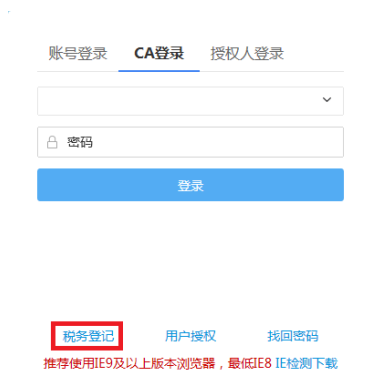 账号登录 CA登录 授权人登录
密码
登录
税务登记 用户授权 找回密码
推荐使用IE9及以上版本浏览器，最低IE8 IE检测下载